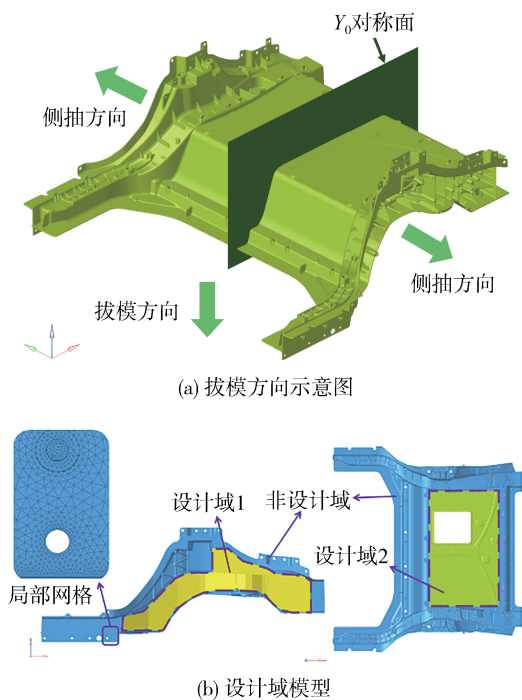 Y0对称面
侧抽方向
侧抽方向
拔模方向
(a) 拔模方向示意图
设计域1
非设计域
设计域2
局部网格
(b) 设计域模型